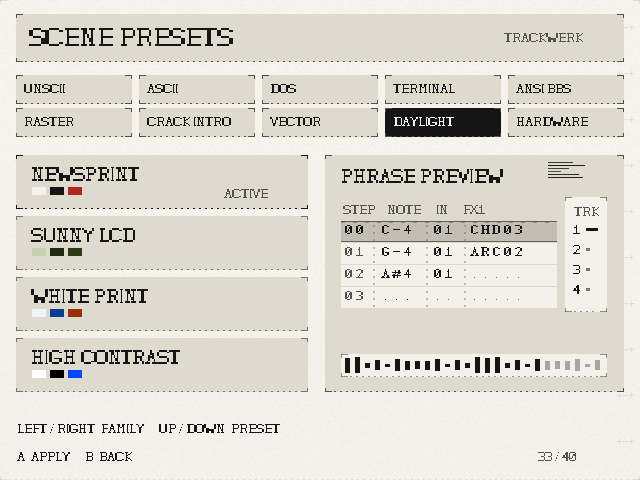 SCENE PRESETS
TRACKWERK
UNSCII ASCII DOS TERMINAL ANSI BBS
RASTER CRACK INTRO VECTOR DAYLIGHT HARDWARE
NEWSPRINT
ACTIVE
SUNNY LCD
WHITE PRINT
HIGH CONTRAST
PHRASE PREVIEW
STEP NOTE IN FX1
00 C-4 01 CHD03
01 G-4 01 ARC02
02 A#4 01 .....
03 ... .. .....
TRK
1
2
3
4
LEFT/RIGHT FAMILY UP/DOWN PRESET
A APPLY B BACK
33/40